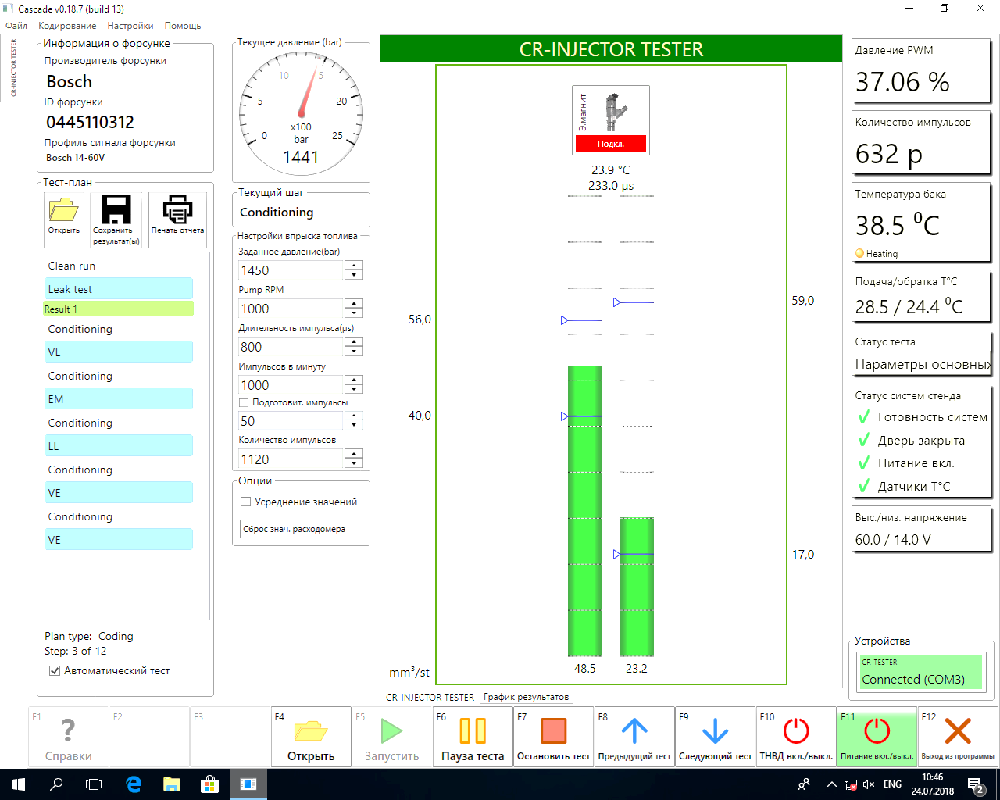 Cascade v0.18.7 (build 13)
Файл Кодирование Настройки Помощь
CR-INJECTOR TESTER
Информация о форсунке
Производитель форсунки
Bosch
ID форсунки
0445110312
Профиль сигнала форсунки
Bosch 14-60V
Тест-план
Открыть
Сохранить результат(ы)
Печать отчета
Clean run
Leak test
Result 1
Conditioning
VL
Conditioning
EM
Conditioning
LL
Conditioning
VE
Conditioning
VE
Plan type: Coding
Step: 3 of 12
Автоматический тест
Текущее давление (bar)
0
5
10
15
20
25
x100
bar
1441
Текущий шаг
Conditioning
Настройки впрыска топлива
Заданное давление(bar)
1450
Pump RPM
1000
Длительность импульса(µs)
800
Импульсов в минуту
1000
Подготовит. импульсы
50
Количество импульсов
1120
Опции
Усреднение значений
Сброс знач. расходомера
CR-INJECTOR TESTER
Э.магнит
Подкл.
23.9 °C
233.0 µs
56,0
59,0
40,0
17,0
mm³/st
48.5
23.2
CR-INJECTOR TESTER
График результатов
Давление PWM
37.06 %
Количество импульсов
632 p
Температура бака
38.5 ⁰C
Heating
Подача/обратка T°C
28.5 / 24.4 ⁰C
Статус теста
Параметры основных
Статус систем стенда
Готовность систем
Дверь закрыта
Питание вкл.
Датчики T°C
Выс./низ. напряжение
60.0 / 14.0 V
Устройства
CR-TESTER
Connected (COM3)
F1 ? Справки
F2
F3
F4 Открыть
F5 Запустить
F6 Пауза теста
F7 Остановить тест
F8 Предыдущий тест
F9 Следующий тест
F10 ТНВД вкл./выкл.
F11 Питание вкл./выкл.
F12 Выход из программы
ENG
10:46
24.07.2018
2